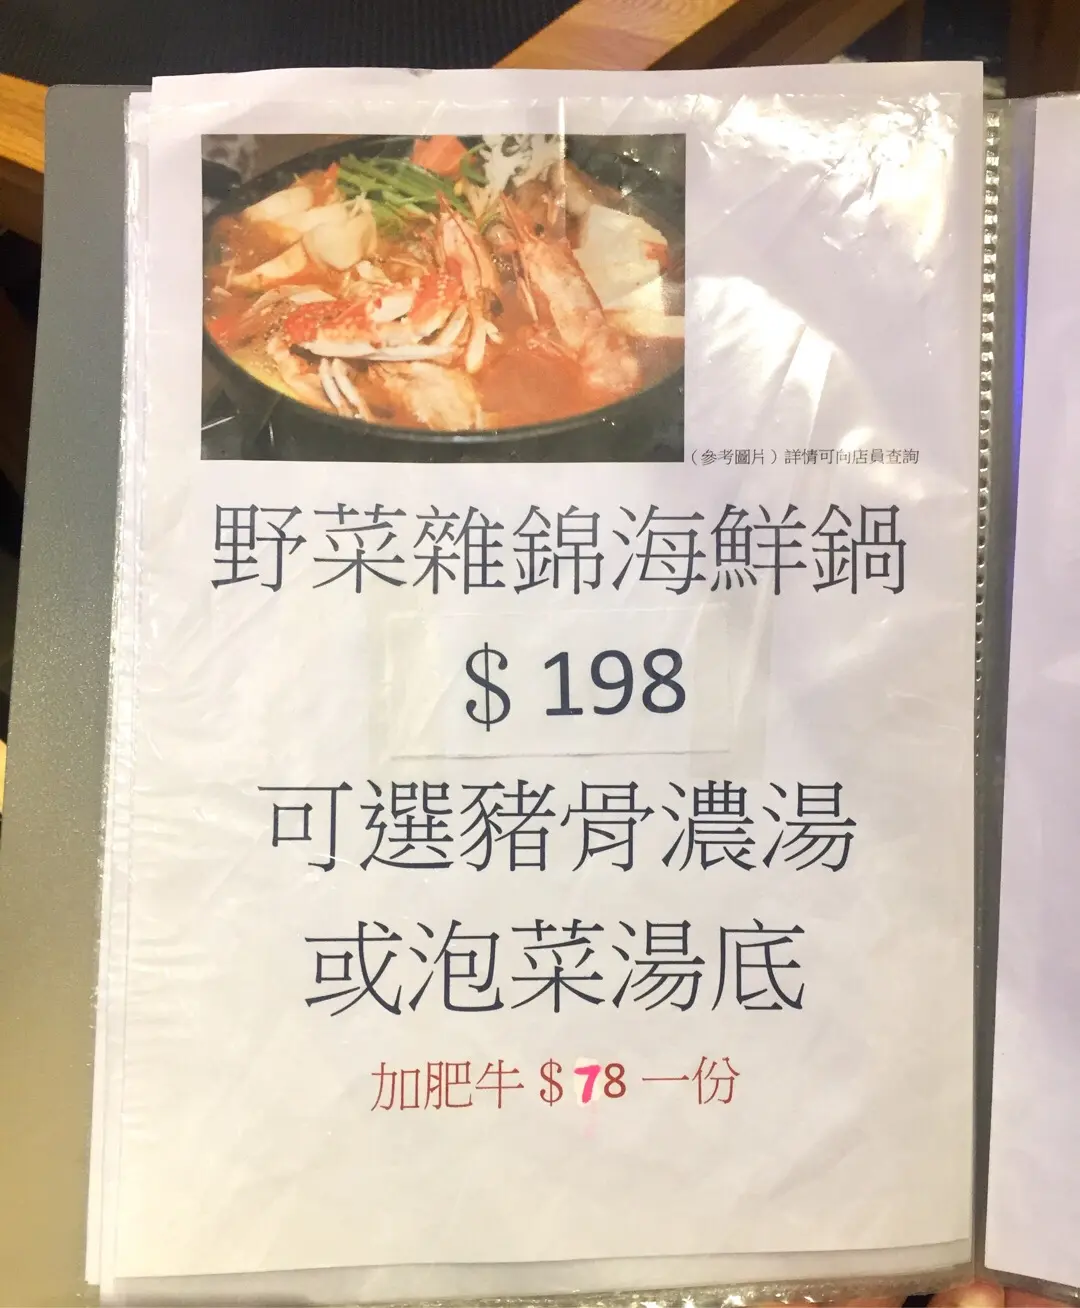 （參考圖片）詳情可向店員查詢
野菜雜錦海鮮鍋
$ 198
可選豬骨濃湯
或泡菜湯底
加肥牛 $78 一份